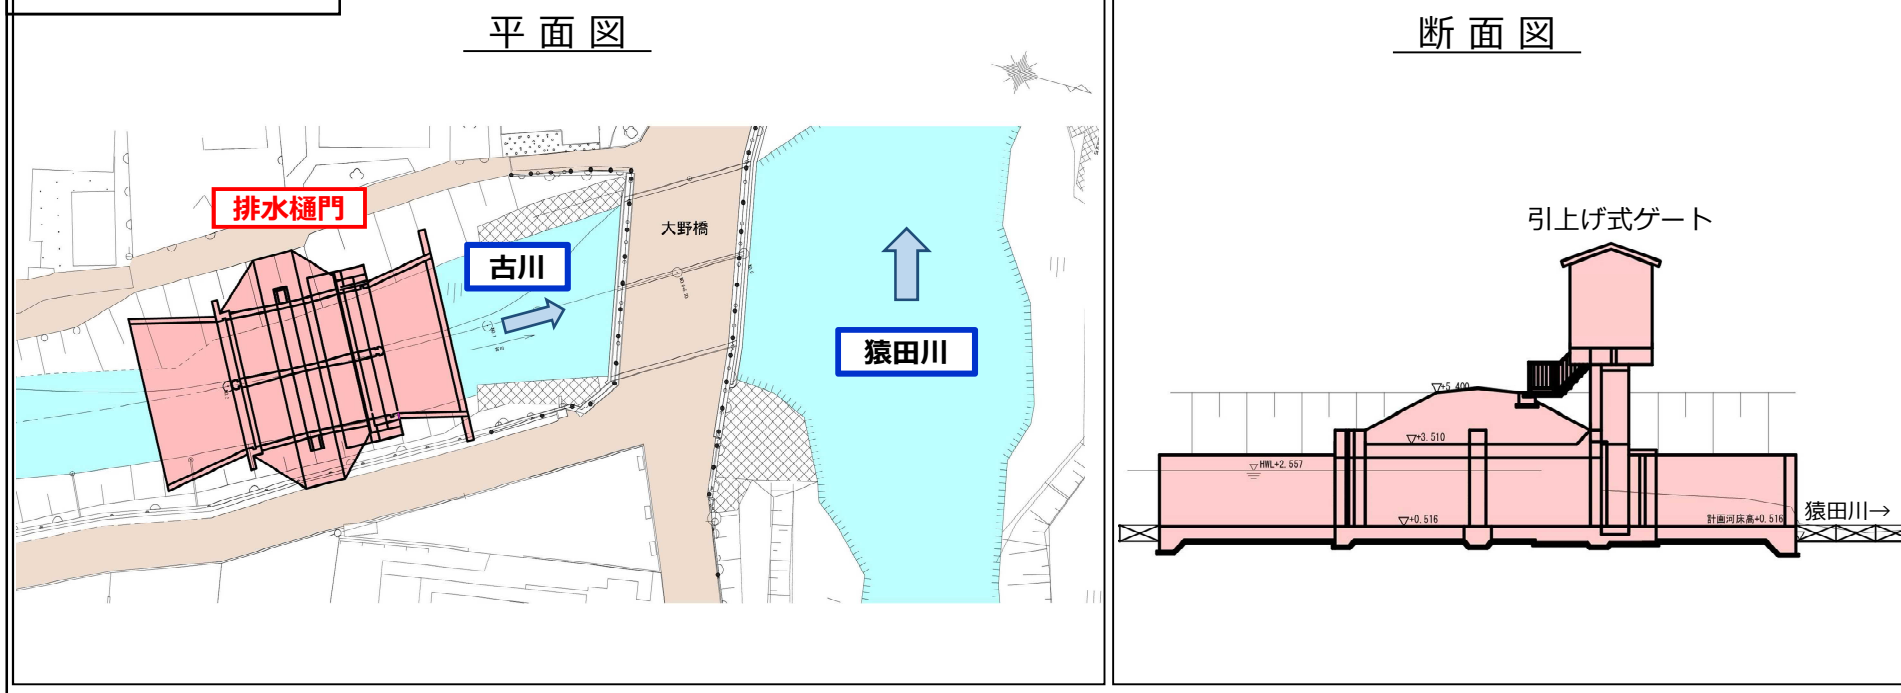 平面図
排水樋門
古川
大野橋
猿田川
断面図
引上げ式ゲート
▽+5.400
▽+3.510
▽HWL+2.557
▽+0.516
計画河床高+0.516
猿田川→